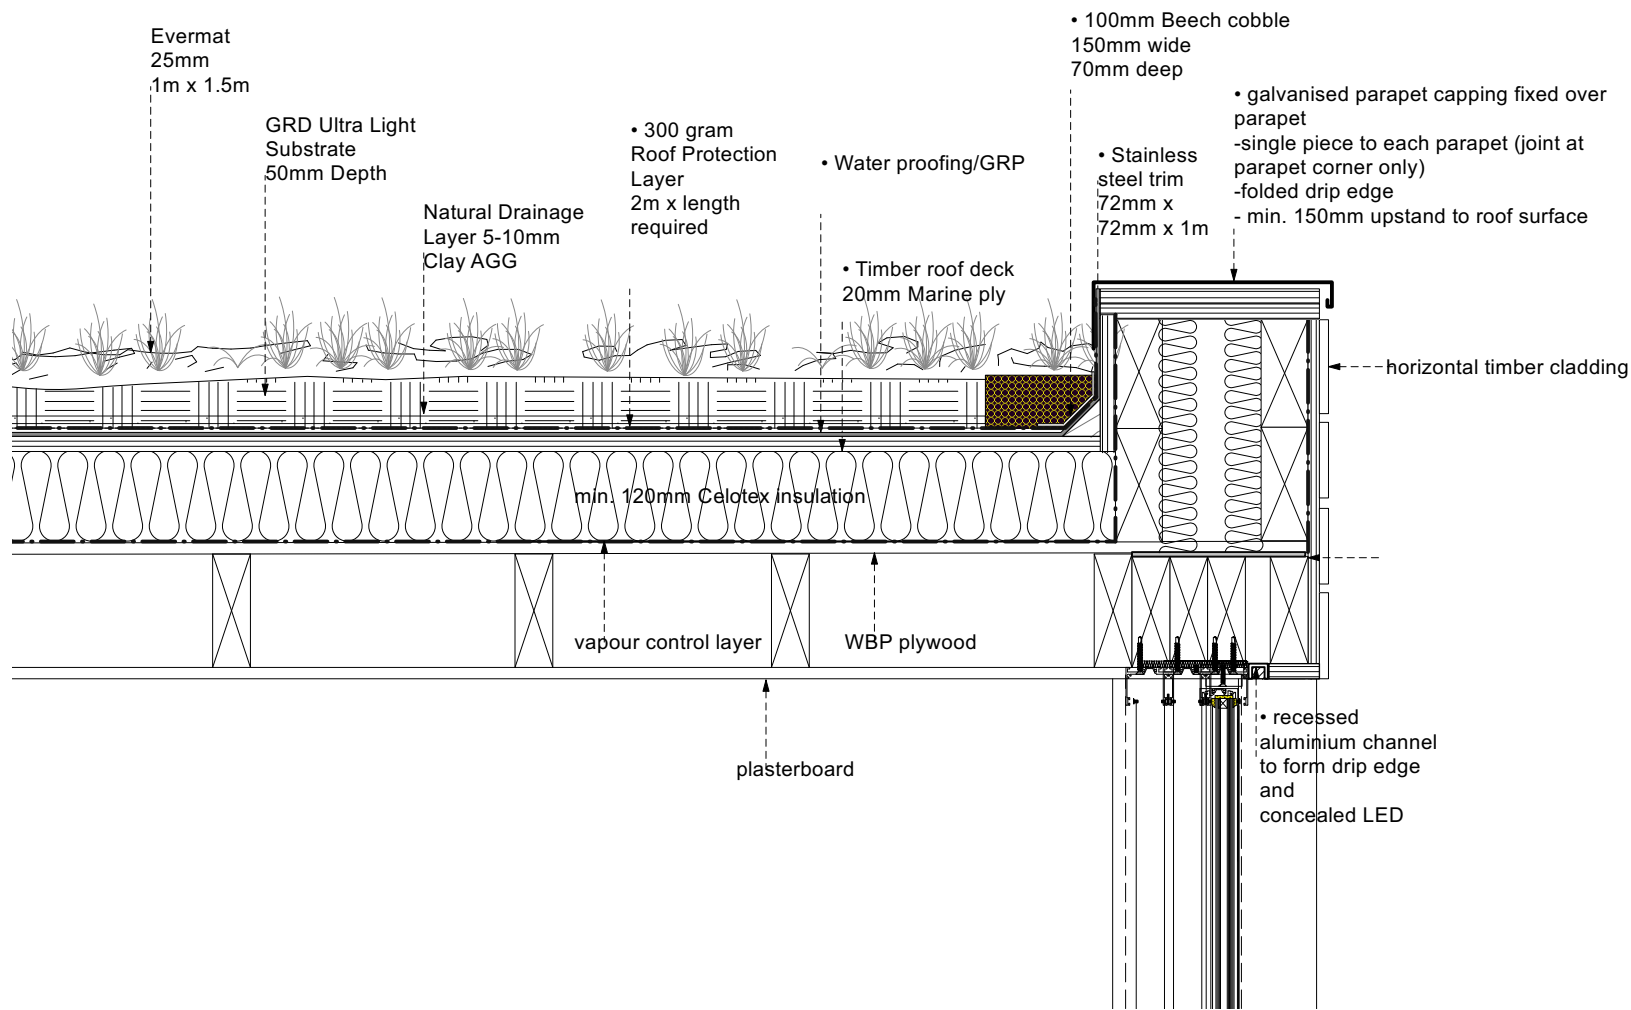 Evermat
25mm
1m x 1.5m
GRD Ultra Light
Substrate
50mm Depth
Natural Drainage
Layer 5-10mm
Clay AGG
• 300 gram
Roof Protection
Layer
2m x length
required
• Water proofing/GRP
• Timber roof deck
20mm Marine ply
• 100mm Beech cobble
150mm wide
70mm deep
• Stainless
steel trim
72mm x
72mm x 1m
• galvanised parapet capping fixed over
parapet
-single piece to each parapet (joint at
parapet corner only)
-folded drip edge
- min. 150mm upstand to roof surface
horizontal timber cladding
min. 120mm Celotex insulation
vapour control layer
WBP plywood
plasterboard
• recessed
aluminium channel
to form drip edge
and
concealed LED